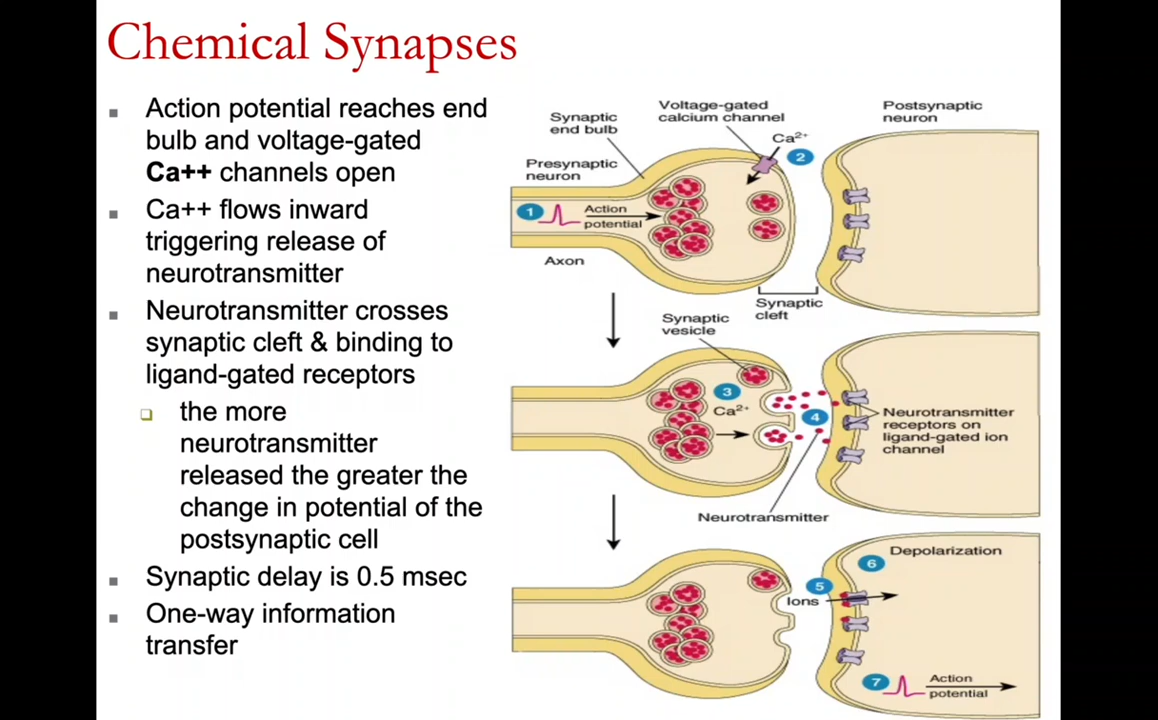 Chemical Synapses
Action potential reaches end
bulb and voltage-gated
Ca++ channels open
Ca++ flows inward
triggering release of
neurotransmitter
Neurotransmitter crosses
synaptic cleft & binding to
ligand-gated receptors
the more
neurotransmitter
released the greater the
change in potential of the
postsynaptic cell
Synaptic delay is 0.5 msec
One-way information
transfer
Synaptic
end bulb
Voltage-gated
calcium channel
Ca²⁺
2
Postsynaptic
neuron
Presynaptic
neuron
1
Action
potential
Axon
Synaptic
cleft
Synaptic
vesicle
3
Ca²⁺
4
Neurotransmitter
receptors on
ligand-gated ion
channel
Neurotransmitter
Depolarization
6
5
Ions
7
Action
potential